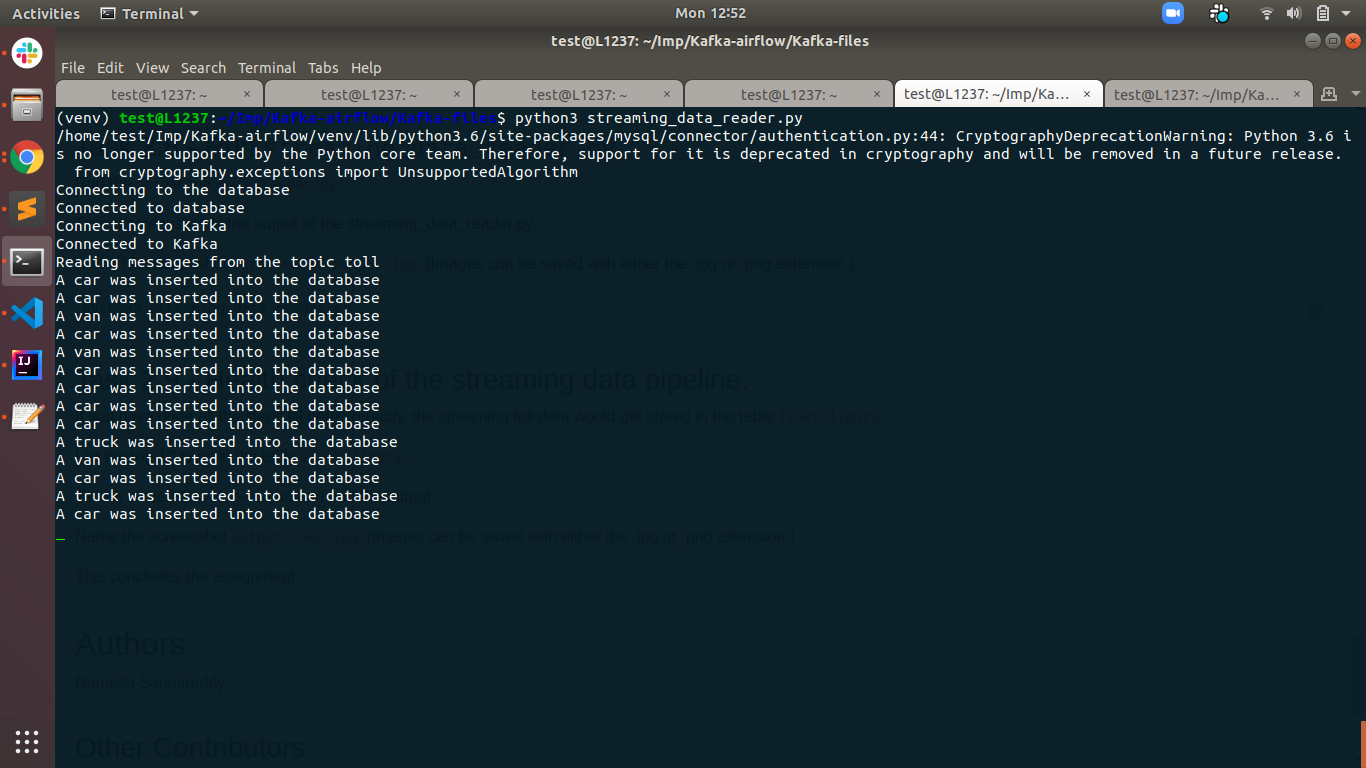 Activities Terminal Mon 12:52
test@L1237: ~/Imp/Kafka-airflow/Kafka-files
File Edit View Search Terminal Tabs Help
test@L1237: ~ × test@L1237: ~ × test@L1237: ~ × test@L1237: ~ × test@L1237: ~/Imp/Ka... × test@L1237: ~/Imp/Ka... ×
(venv) test@L1237:~/Imp/Kafka-airflow/Kafka-files$ python3 streaming_data_reader.py
/home/test/Imp/Kafka-airflow/venv/lib/python3.6/site-packages/mysql/connector/authentication.py:44: CryptographyDeprecationWarning: Python 3.6 i
s no longer supported by the Python core team. Therefore, support for it is deprecated in cryptography and will be removed in a future release.
from cryptography.exceptions import UnsupportedAlgorithm
Connecting to the database
Connected to database
the output of the streaming_data_reader.py.
Connecting to Kafka
Connected to Kafka
Reading messages from the topic toll
(Images can be saved with either the .jpg or .png extension.)
A car was inserted into the database
A car was inserted into the database
A van was inserted into the database
A car was inserted into the database
A van was inserted into the database
A car was inserted into the database
of the streaming data pipeline.
A car was inserted into the database
A car was inserted into the database
the streaming toll data would get stored in the table livetolldata
A car was inserted into the database
A truck was inserted into the database
A van was inserted into the database
A car was inserted into the database
A truck was inserted into the database
A car was inserted into the database
Name the screenshot output_rows.jpg. (Images can be saved with either the .jpg or .png extension.)
This concludes the assignment.
Authors
Ramesh Sannareddy
Other Contributors